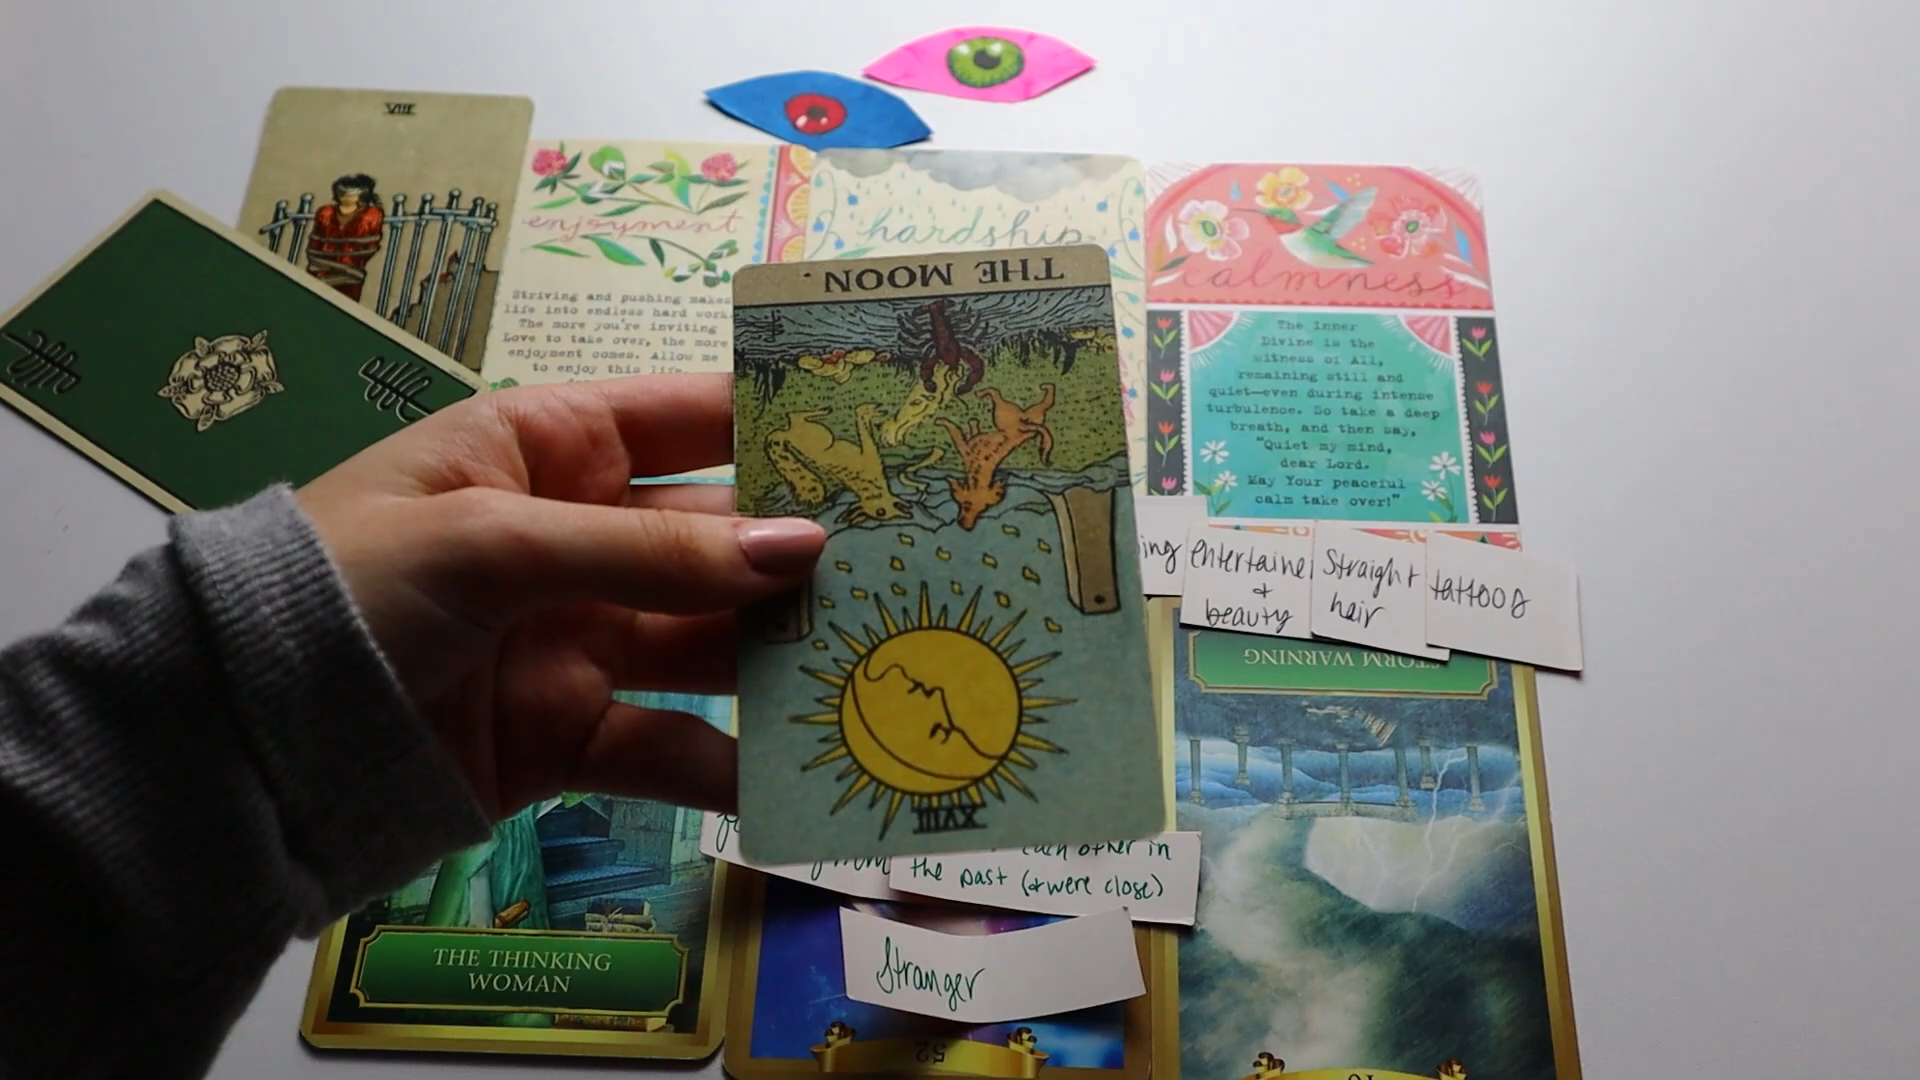 VIII
enjoyment
Striving and pushing makes
life into endless hard work.
The more you're inviting
Love to take over, the more
enjoyment comes. Allow me
to enjoy this life,
hardship
calmness
The Inner
Divine is the
witness of All,
remaining still and
quiet—even during intense
turbulence. So take a deep
breath, and then say,
"Quiet my mind,
dear Lord.
May Your peaceful
calm take over!"
THE MOON.
XVIII
ing
entertaine
+
beauty
Straight
hair
tattoos
STORM WARNING
each other in
the past (& were close)
Stranger
THE THINKING
WOMAN
52